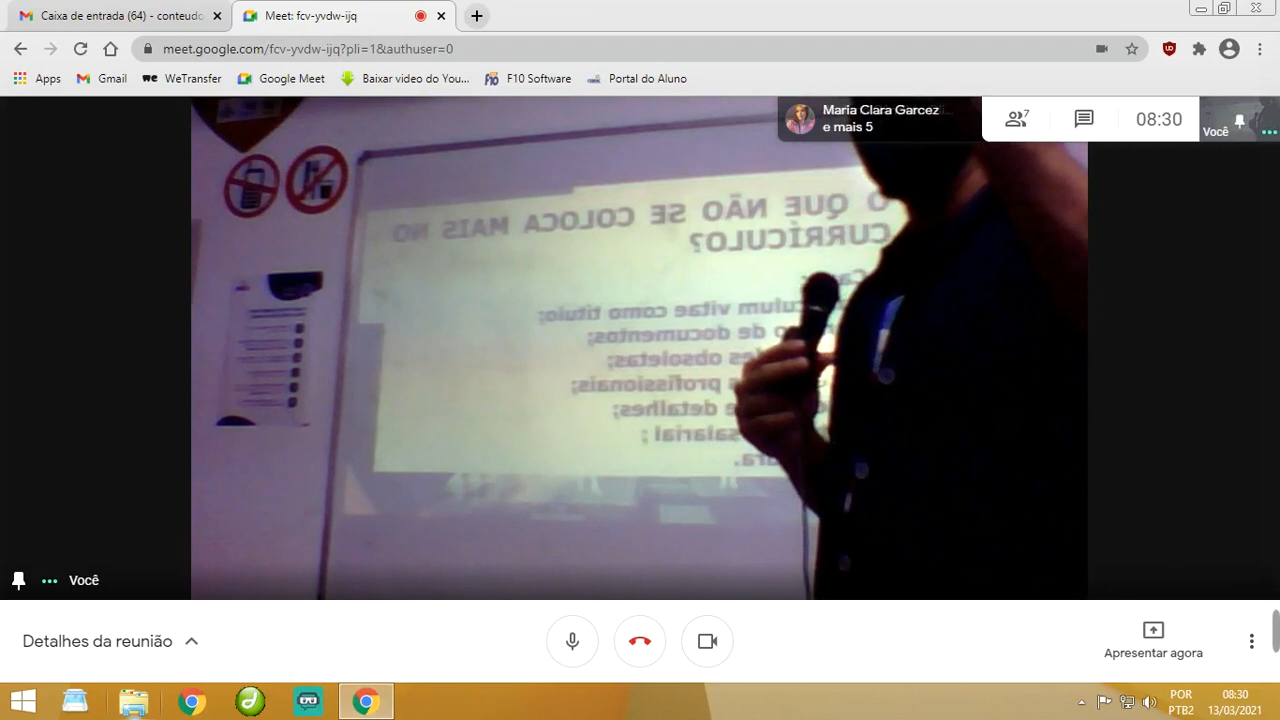 Caixa de entrada (64) - conteudo
Meet: fcv-yvdw-ijq
meet.google.com/fcv-yvdw-ijq?pli=1&authuser=0
Apps
Gmail
WeTransfer
Google Meet
Baixar video do You...
F10 Software
Portal do Aluno
Maria Clara Garcez
e mais 5
7
08:30
Você
O QUE NÃO SE COLOCA MAIS NO
CURRÍCULO?
vitae como título;
de documentos;
obsoletas;
profissionais;
de detalhes;
salarial ;
Você
Detalhes da reunião
Apresentar agora
POR
PTB2
08:30
13/03/2021